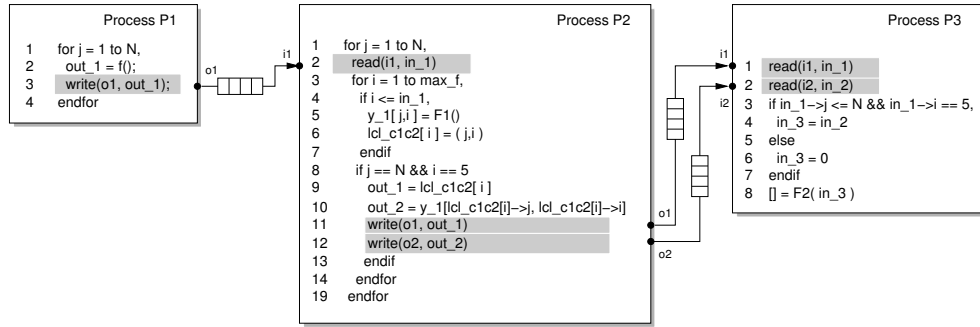 Process P1
1 for j = 1 to N,
2 out_1 = f();
3 write(o1, out_1);
4 endfor
o1
i1
Process P2
1 for j = 1 to N,
2 read(i1, in_1)
3 for i = 1 to max_f,
4 if i <= in_1,
5 y_1[ j,i ] = F1()
6 lcl_c1c2[ i ] = ( j,i )
7 endif
8 if j == N && i == 5
9 out_1 = lcl_c1c2[ i ]
10 out_2 = y_1[lcl_c1c2[i]->j, lcl_c1c2[i]->i]
11 write(o1, out_1)
12 write(o2, out_2)
13 endif
14 endfor
19 endfor
o1
o2
i1
i2
Process P3
1 read(i1, in_1)
2 read(i2, in_2)
3 if in_1->j <= N && in_1->i == 5,
4 in_3 = in_2
5 else
6 in_3 = 0
7 endif
8 [] = F2( in_3 )